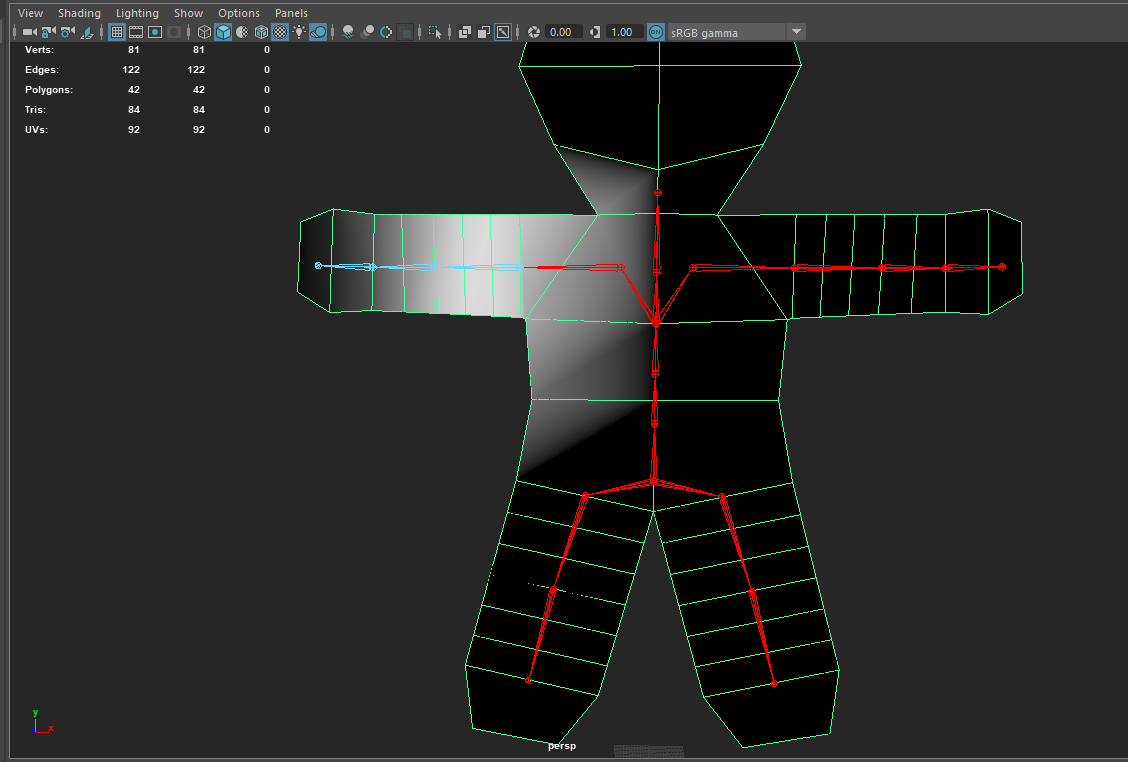 View Shading Lighting Show Options Panels
0.00 1.00 ON sRGB gamma
Verts: 81 81 0
Edges: 122 122 0
Polygons: 42 42 0
Tris: 84 84 0
UVs: 92 92 0
y
x
persp